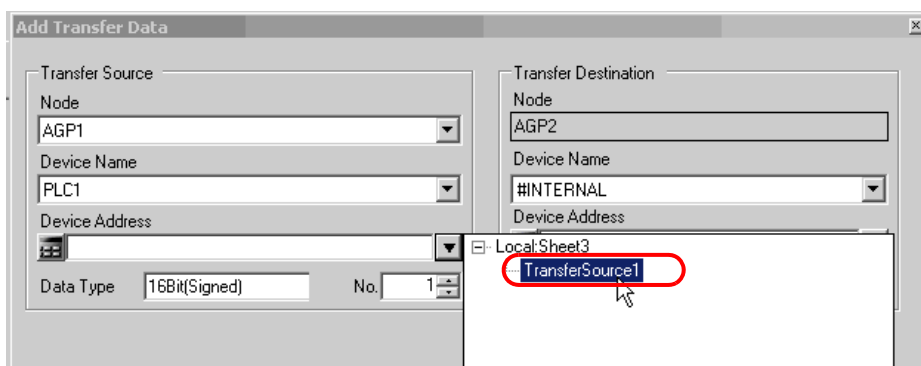 Add Transfer Data
Transfer Source
Node
AGP1
Device Name
PLC1
Device Address
Data Type 16Bit(Signed) No. 1
Transfer Destination
Node
AGP2
Device Name
#INTERNAL
Device Address
Local:Sheet3
TransferSource1